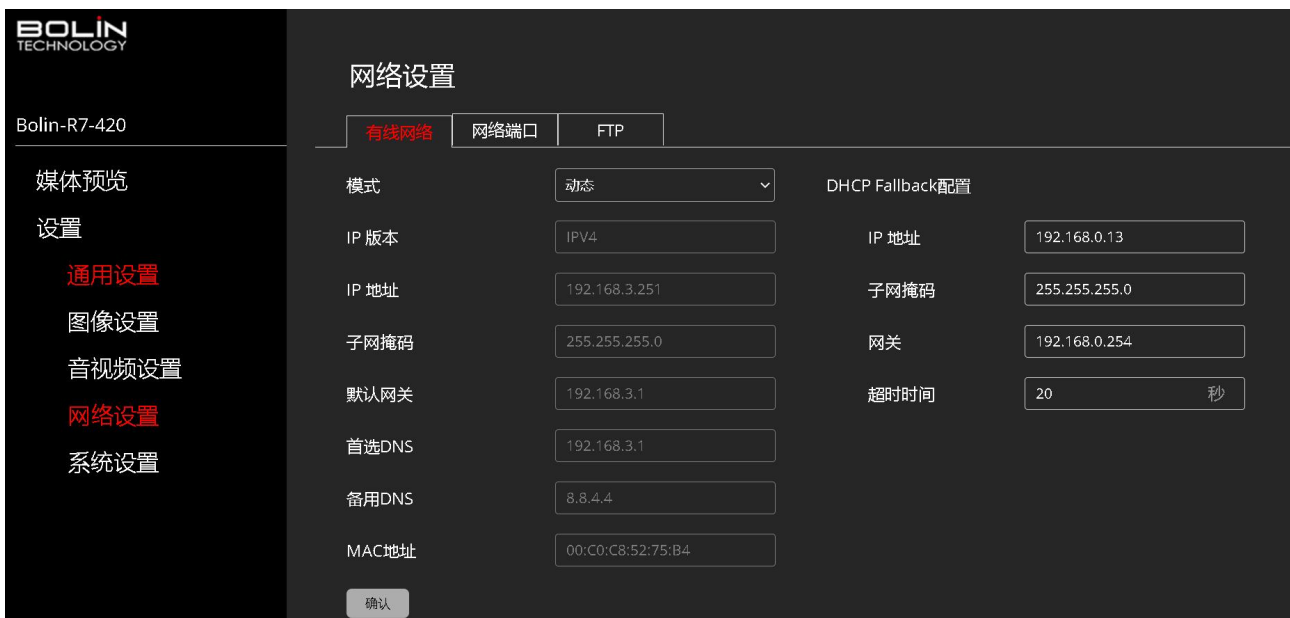 BOLIN
TECHNOLOGY
Bolin-R7-420
媒体预览
设置
通用设置
图像设置
音视频设置
网络设置
系统设置
网络设置
有线网络 网络端口 FTP
模式 动态 DHCP Fallback配置
IP 版本 IPV4 IP 地址 192.168.0.13
IP 地址 192.168.3.251 子网掩码 255.255.255.0
子网掩码 255.255.255.0 网关 192.168.0.254
默认网关 192.168.3.1 超时时间 20 秒
首选DNS 192.168.3.1
备用DNS 8.8.4.4
MAC地址 00:C0:C8:52:75:B4
确认